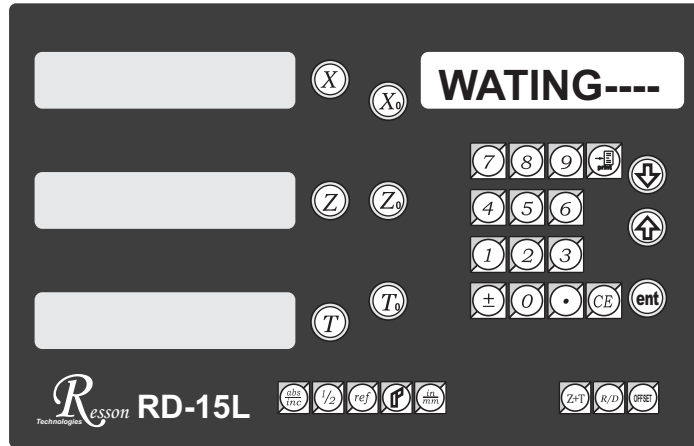 X
X0
WATING----
7 8 9 print
Z Z0
4 5 6
1 2 3
T T0
± 0 • CE ent
Resson Technologies RD-15L
abs/inc 1/2 ref in/mm
Z+T R/D OFFSET